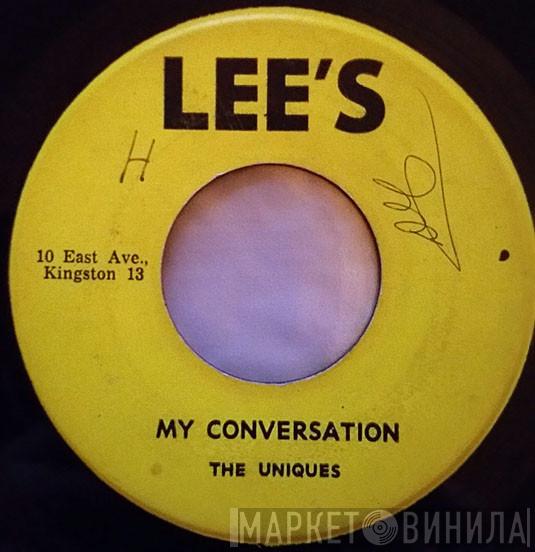 LEE'S
H
10 East Ave.,
Kingston 13
MY CONVERSATION
THE UNIQUES
МАРКЕТ ВИНИЛА